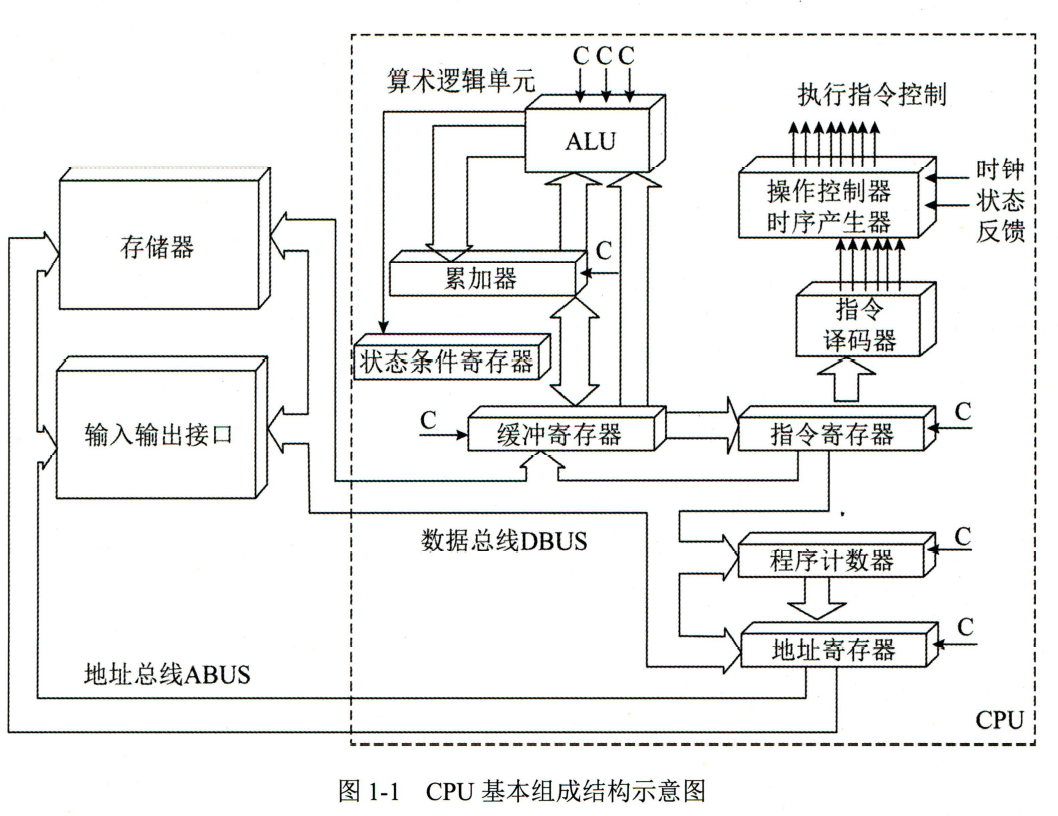 C C C
算术逻辑单元
ALU
执行指令控制
操作控制器
时序产生器
时钟
状态
反馈
存储器
累加器
C
指令
译码器
状态条件寄存器
输入输出接口
C
缓冲寄存器
指令寄存器
C
数据总线DBUS
程序计数器
C
地址寄存器
C
地址总线ABUS
CPU
图 1-1 CPU 基本组成结构示意图